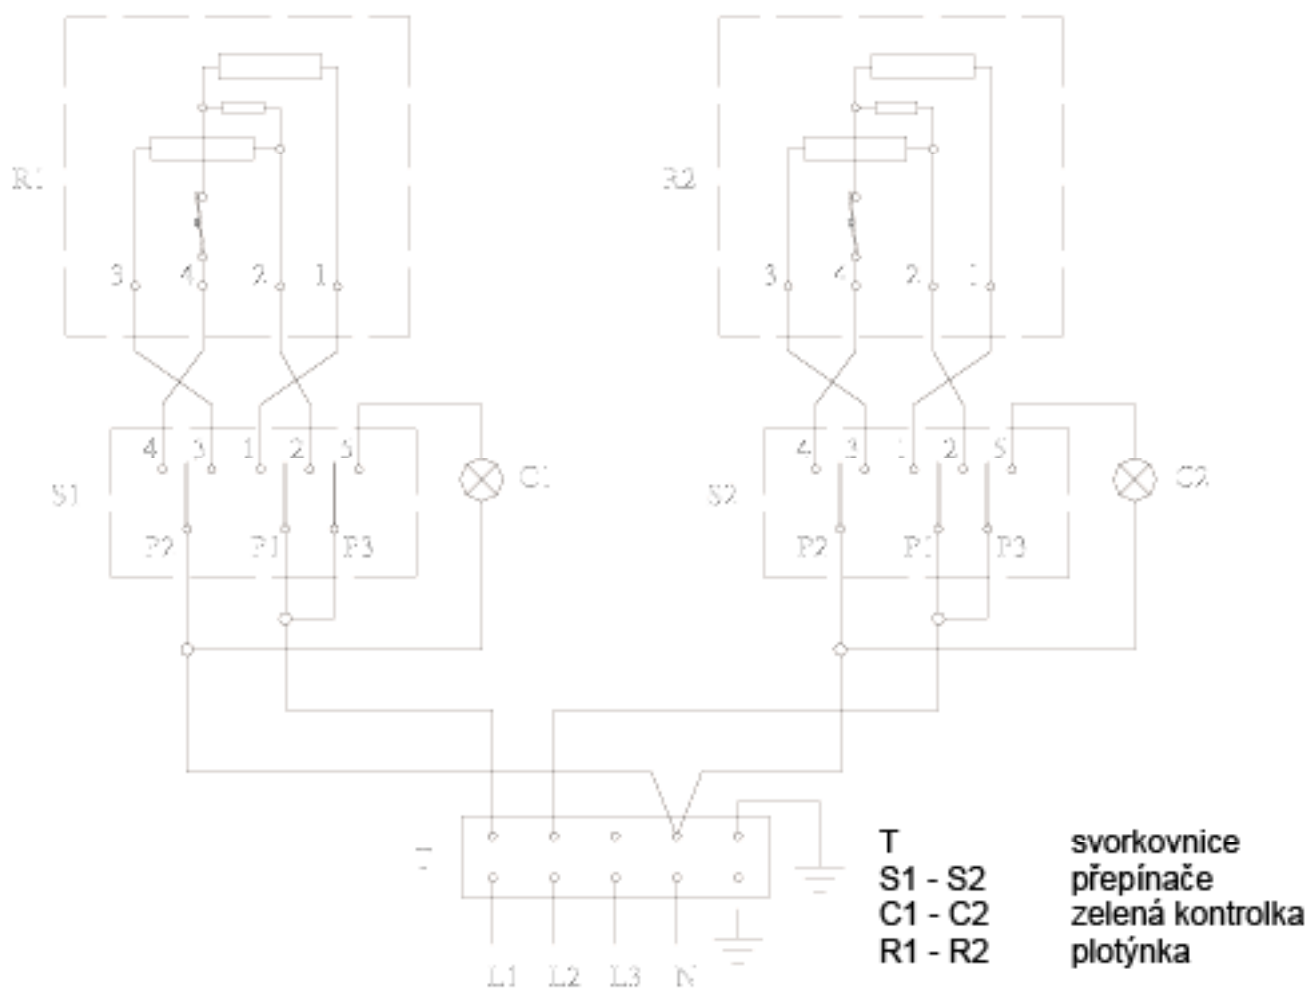 R1
3 4 2 1
R2
3 4 2 1
4 3 1 2 5
S1
C1
P2 P1 P3
4 3 1 2 5
S2
C2
P2 P1 P3
T
L1 L2 L3 N
T svorkovnice
S1 - S2 přepínače
C1 - C2 zelená kontrolka
R1 - R2 plotýnka